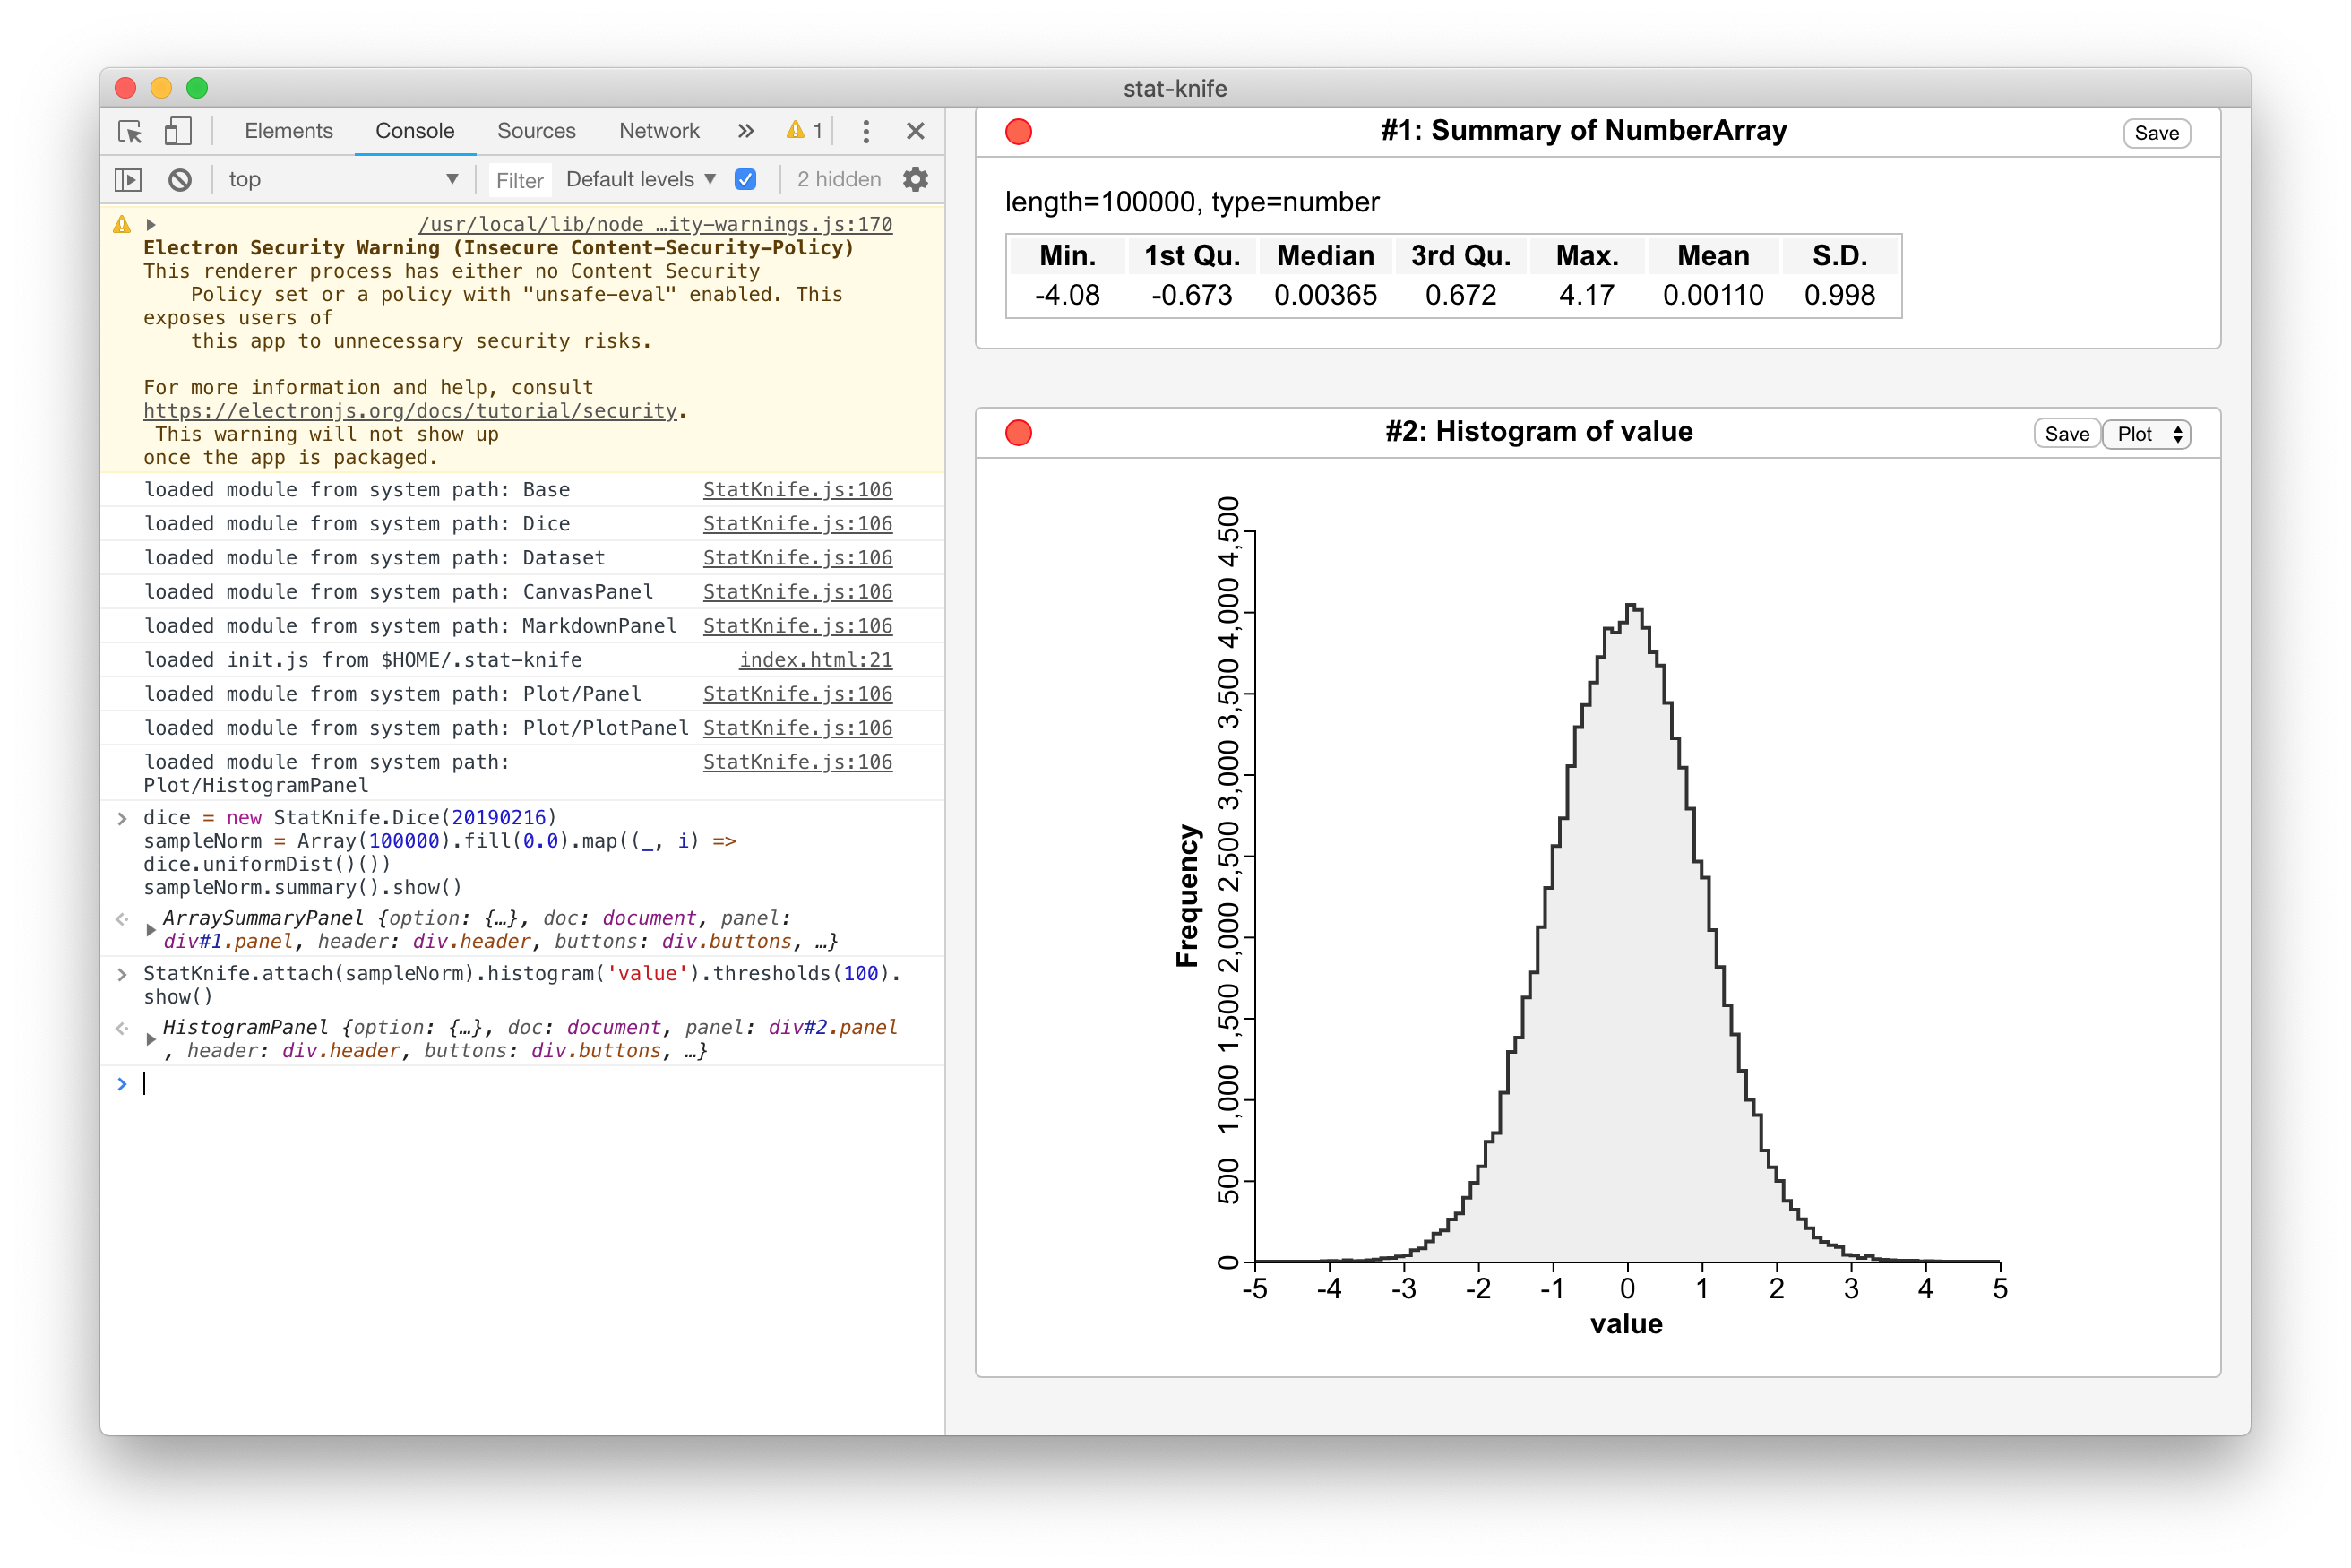 stat-knife
Elements Console Sources Network » 1
top Filter Default levels 2 hidden
/usr/local/lib/node …ity-warnings.js:170
Electron Security Warning (Insecure Content-Security-Policy)
This renderer process has either no Content Security
Policy set or a policy with "unsafe-eval" enabled. This
exposes users of
this app to unnecessary security risks.
For more information and help, consult
https://electronjs.org/docs/tutorial/security.
This warning will not show up
once the app is packaged.
loaded module from system path: Base StatKnife.js:106
loaded module from system path: Dice StatKnife.js:106
loaded module from system path: Dataset StatKnife.js:106
loaded module from system path: CanvasPanel StatKnife.js:106
loaded module from system path: MarkdownPanel StatKnife.js:106
loaded init.js from $HOME/.stat-knife index.html:21
loaded module from system path: Plot/Panel StatKnife.js:106
loaded module from system path: Plot/PlotPanel StatKnife.js:106
loaded module from system path: StatKnife.js:106
Plot/HistogramPanel
> dice = new StatKnife.Dice(20190216)
sampleNorm = Array(100000).fill(0.0).map((_, i) =>
dice.uniformDist()())
sampleNorm.summary().show()
ArraySummaryPanel {option: {…}, doc: document, panel:
div#1.panel, header: div.header, buttons: div.buttons, …}
> StatKnife.attach(sampleNorm).histogram('value').thresholds(100).
show()
HistogramPanel {option: {…}, doc: document, panel: div#2.panel
, header: div.header, buttons: div.buttons, …}
>
#1: Summary of NumberArray Save
length=100000, type=number
Min. 1st Qu. Median 3rd Qu. Max. Mean S.D.
-4.08 -0.673 0.00365 0.672 4.17 0.00110 0.998
#2: Histogram of value Save Plot
4,500
4,000
3,500
3,000
2,500
2,000
1,500
1,000
500
0
Frequency
-5 -4 -3 -2 -1 0 1 2 3 4 5
value